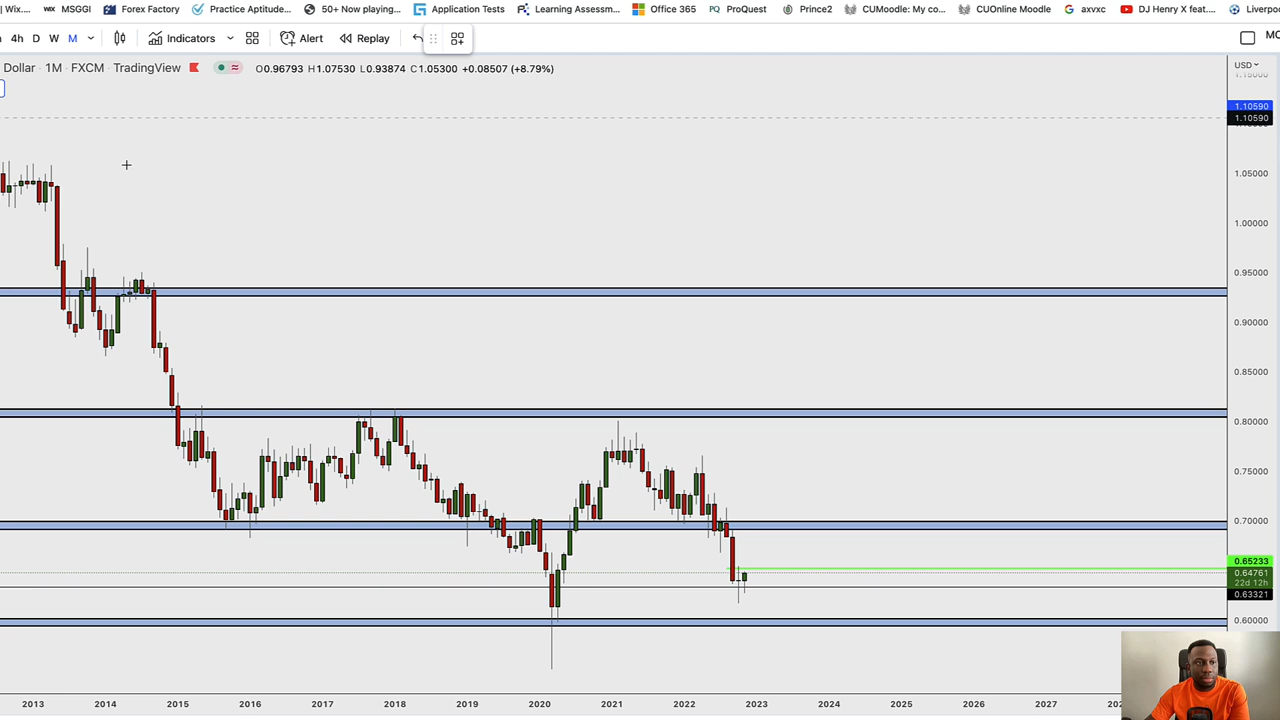 Wix... WIX MSGGI Forex Factory Practice Aptitude... 50+ Now playing... Application Tests Learning Assessm... Office 365 ProQuest Prince2 CUMoodle: My co... CUOnline Moodle axvxc DJ Henry X feat.... Liverpo
4h D W M Indicators Alert Replay
Dollar · 1M · FXCM · TradingView O0.96793 H1.07530 L0.93874 C1.05300 +0.08507 (+8.79%)
USD
1.15000
1.10590
1.10590
1.05000
1.00000
0.95000
0.90000
0.85000
0.80000
0.75000
0.70000
0.65233
0.64761
22d 12h
0.63321
0.60000
2013 2014 2015 2016 2017 2018 2019 2020 2021 2022 2023 2024 2025 2026 2027